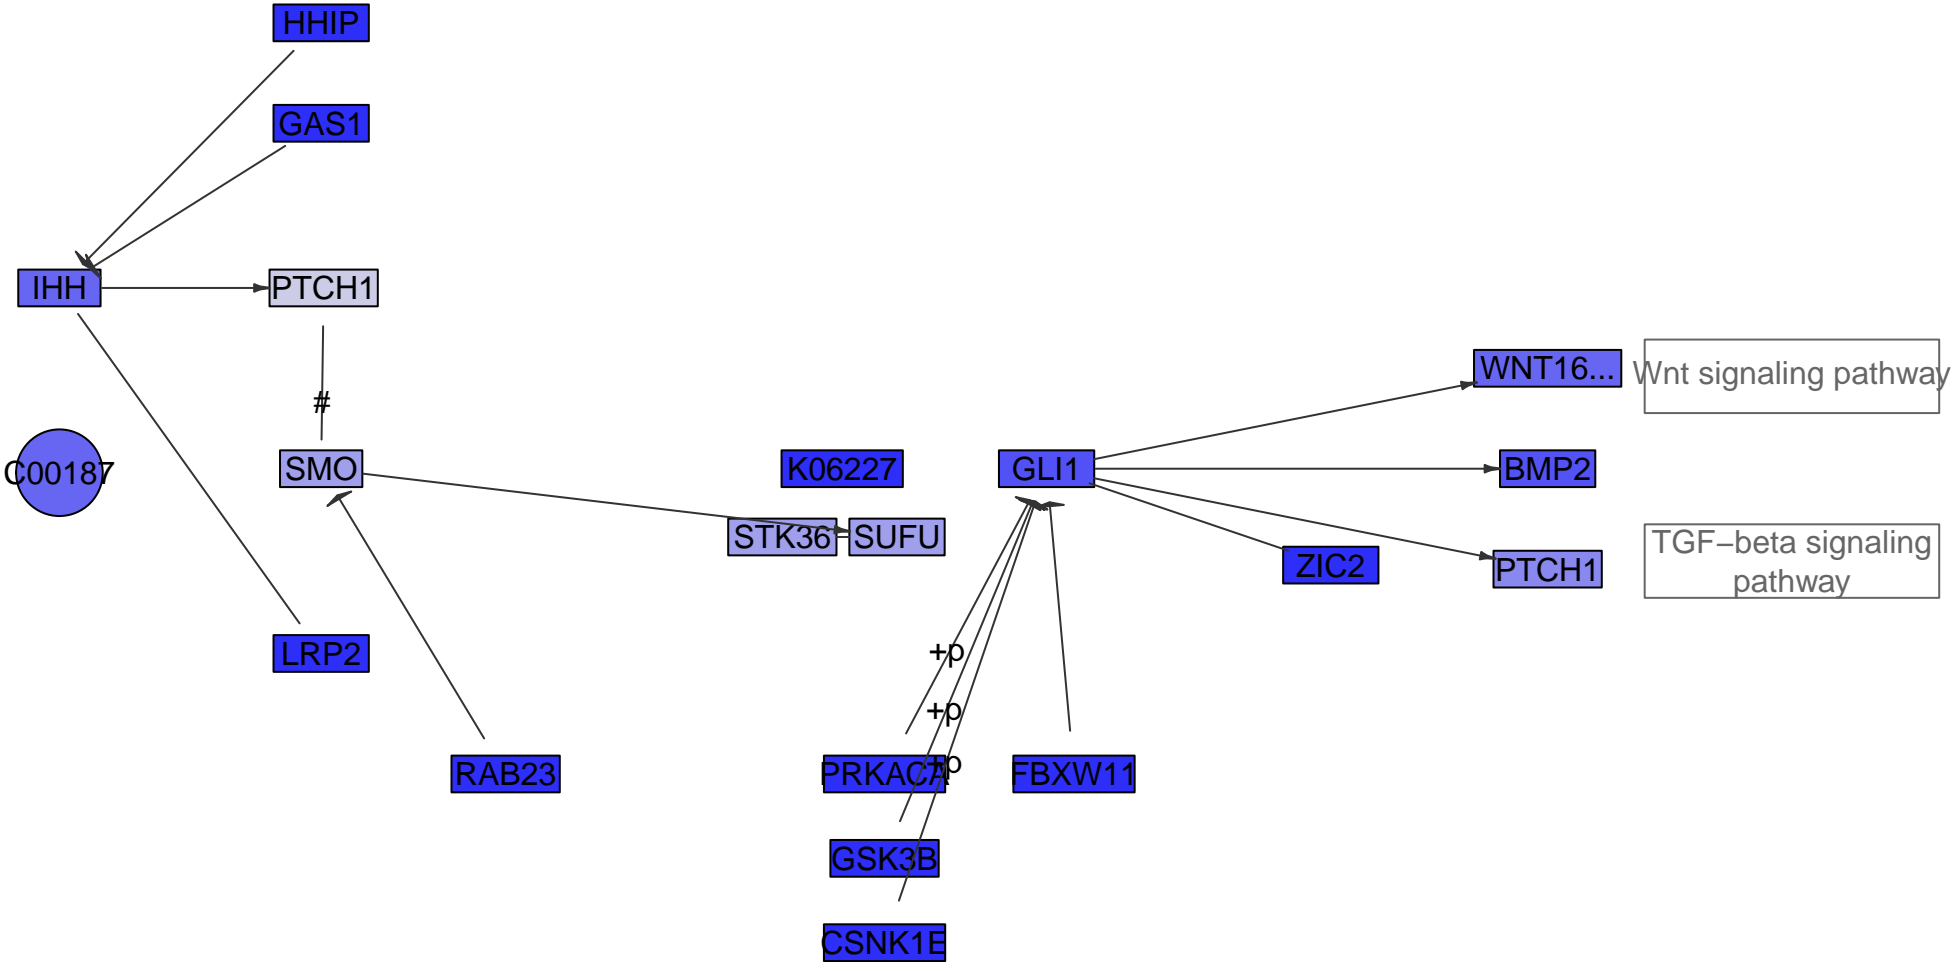 HHIP
GAS1
IHH
PTCH1
WNT16...
Wnt signaling pathway
#
C00187
SMO
K06227
GLI1
BMP2
STK36
SUFU
TGF−beta signaling
pathway
ZIC2
PTCH1
LRP2
+p
+p
+p
RAB23
PRKACA
FBXW11
GSK3B
CSNK1E